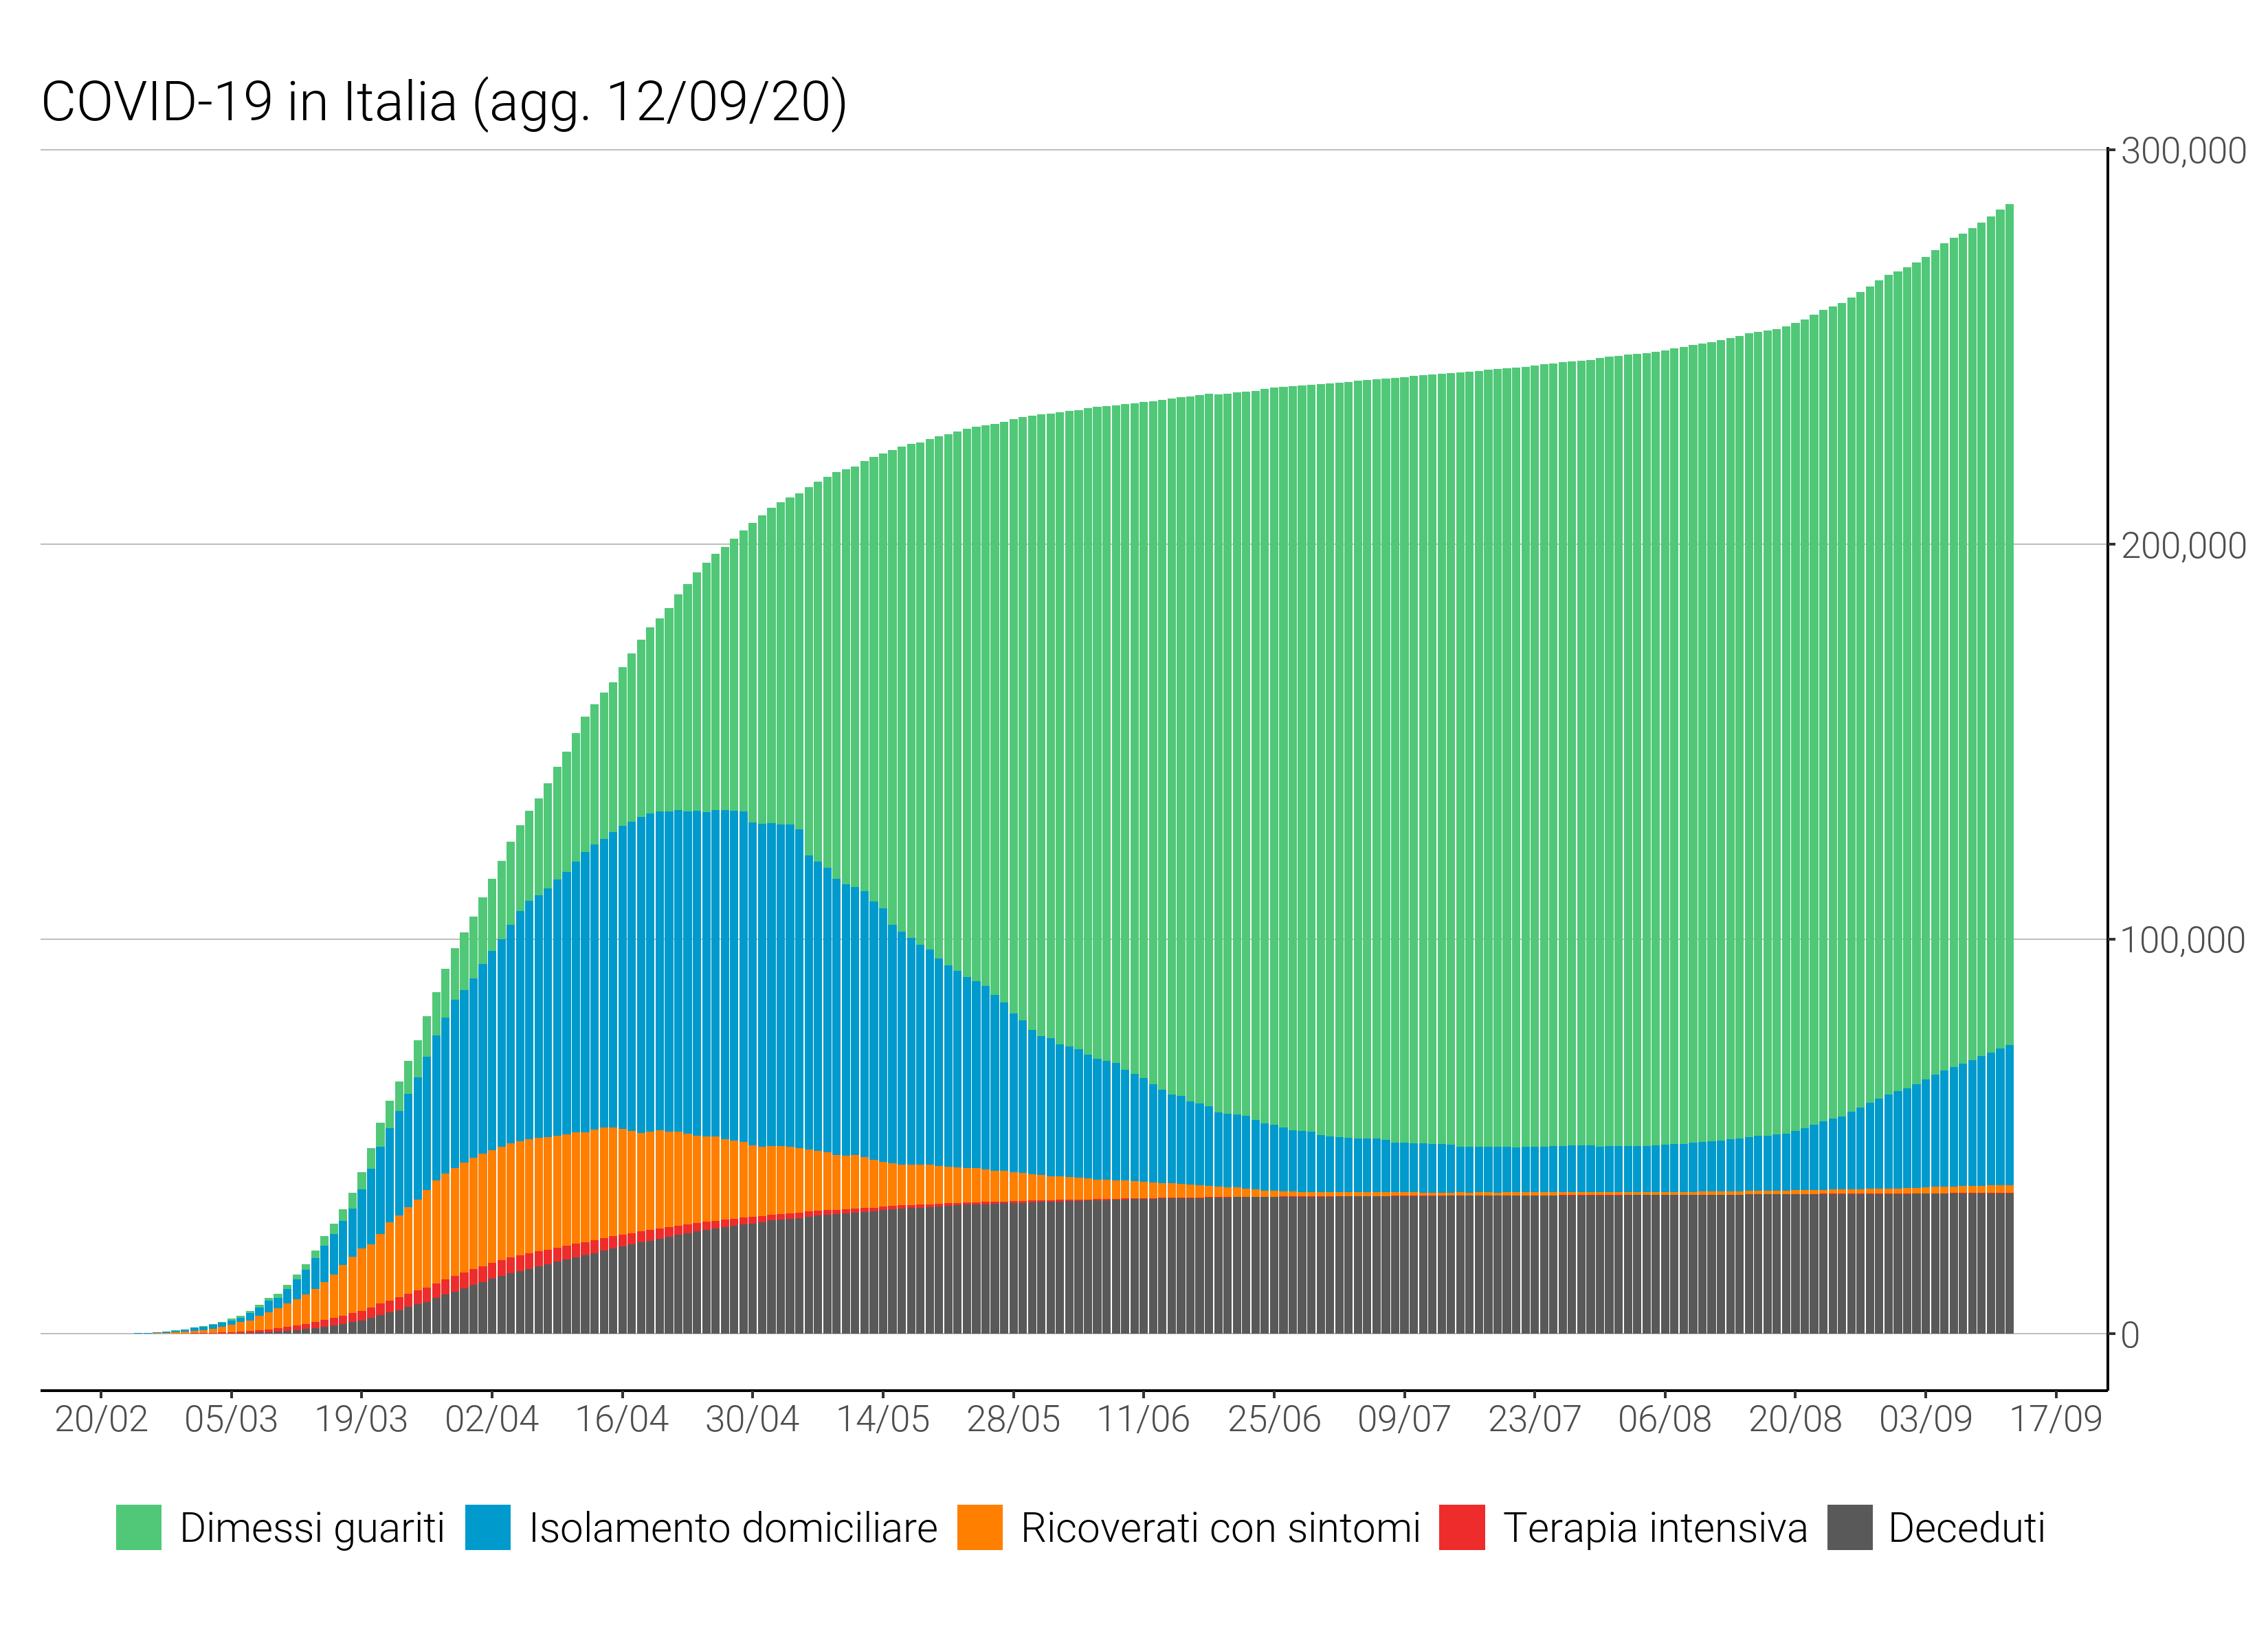 COVID-19 in Italia (agg. 12/09/20)
300,000
200,000
100,000
0
20/02 05/03 19/03 02/04 16/04 30/04 14/05 28/05 11/06 25/06 09/07 23/07 06/08 20/08 03/09 17/09
Dimessi guariti Isolamento domiciliare Ricoverati con sintomi Terapia intensiva Deceduti